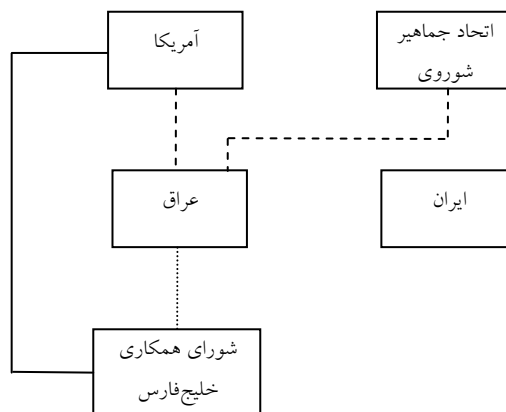 اتحاد جماهیر
شوروی
آمریکا
ایران
عراق
شورای همکاری
خلیج‌فارس